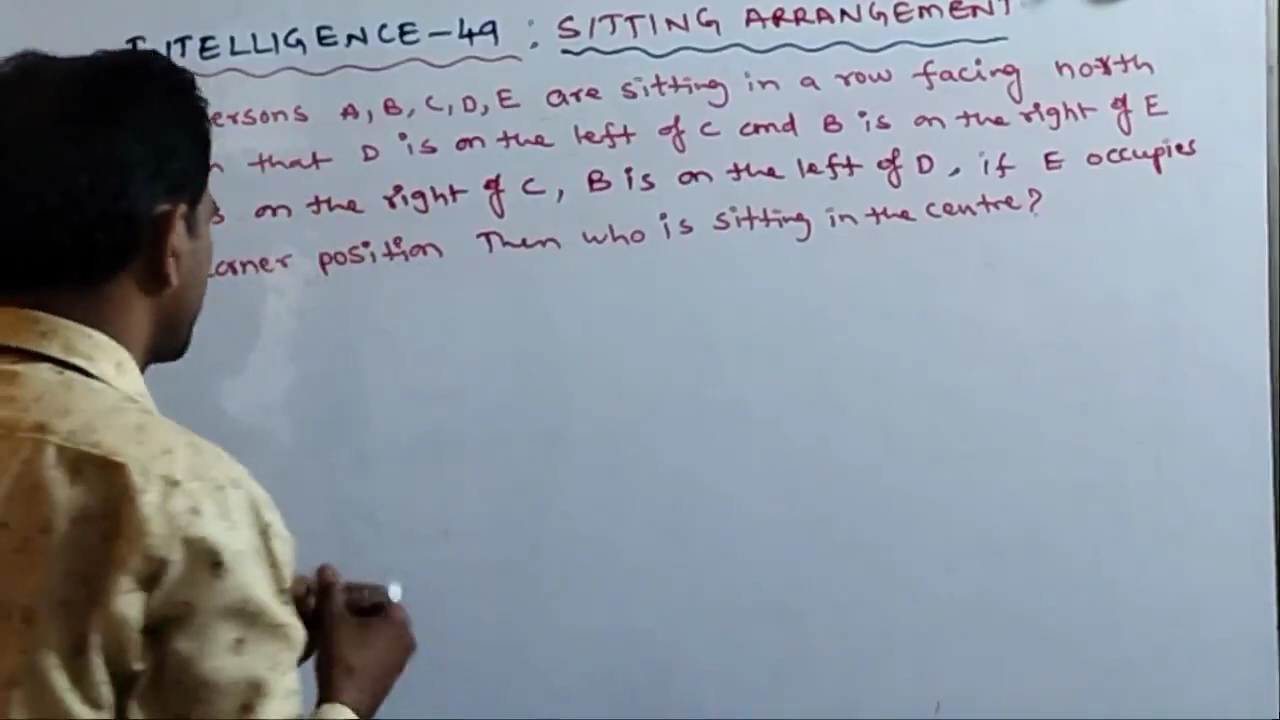 INTELLIGENCE-49 : SITTING ARRANGEMENT
ersons A, B, C, D, E are sitting in a row facing north
that D is on the left of C and B is on the right of E
s on the right of C, B is on the left of D, if E occupies
corner position Then who is sitting in the centre?